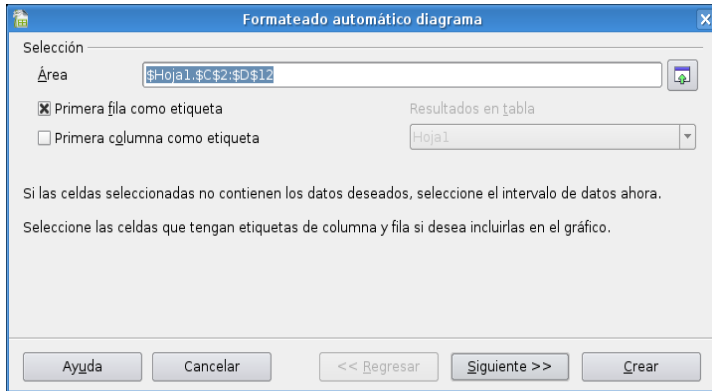 Formateado automático diagrama
Selección
Área
$Hoja1.$C$2:$D$12
Primera fila como etiqueta
Resultados en tabla
Primera columna como etiqueta
Hoja1
Si las celdas seleccionadas no contienen los datos deseados, seleccione el intervalo de datos ahora.
Seleccione las celdas que tengan etiquetas de columna y fila si desea incluirlas en el gráfico.
Ayuda
Cancelar
<< Regresar
Siguiente >>
Crear